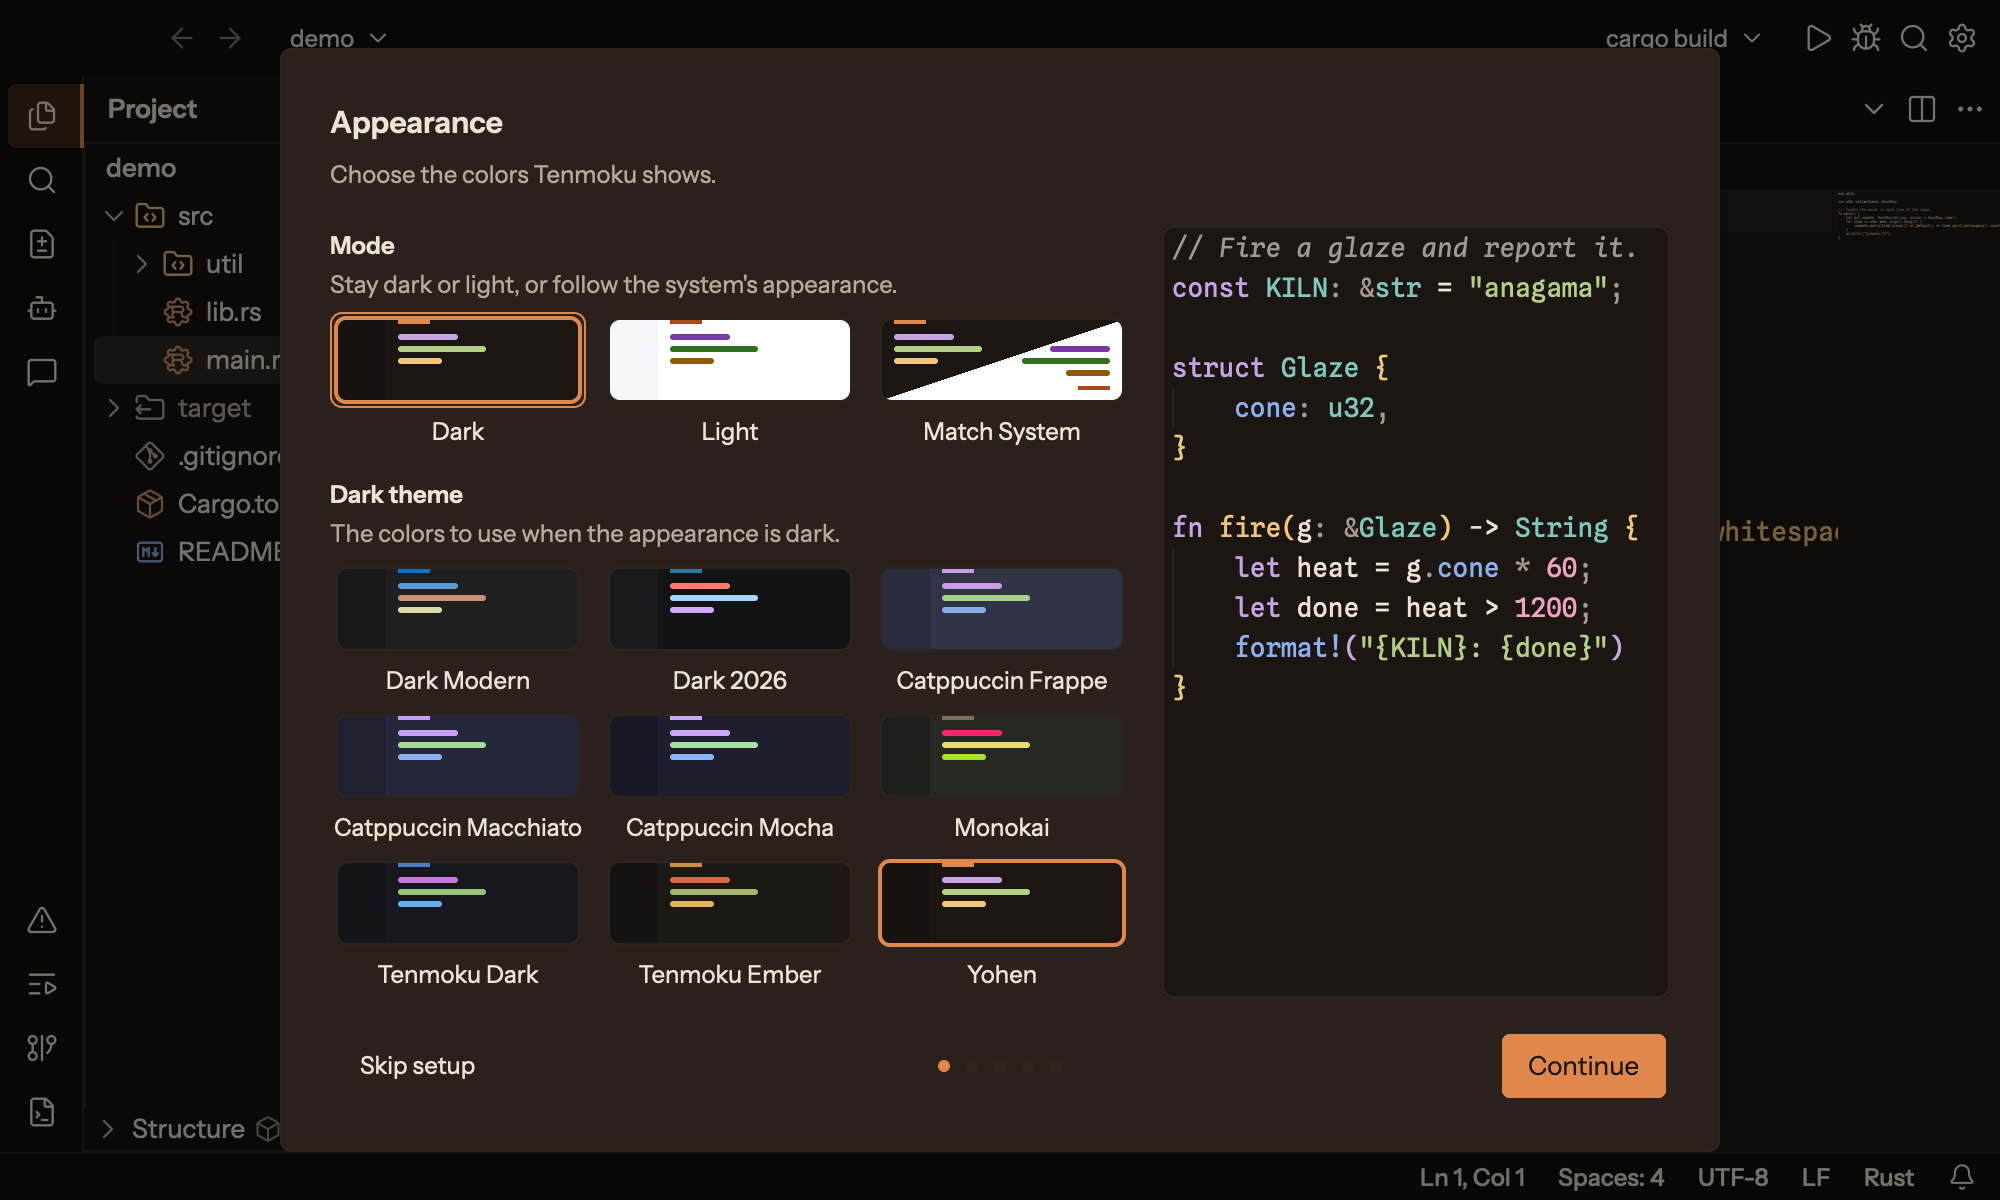 demo
cargo build
Project
demo
src
util
lib.rs
main.r
target
.gitignor
Cargo.to
README
Structure
Appearance
Choose the colors Tenmoku shows.
Mode
Stay dark or light, or follow the system's appearance.
Dark
Light
Match System
Dark theme
The colors to use when the appearance is dark.
Dark Modern
Dark 2026
Catppuccin Frappe
Catppuccin Macchiato
Catppuccin Mocha
Monokai
Tenmoku Dark
Tenmoku Ember
Yohen
// Fire a glaze and report it.
const KILN: &str = "anagama";
struct Glaze {
    cone: u32,
}
fn fire(g: &Glaze) -> String {
    let heat = g.cone * 60;
    let done = heat > 1200;
    format!("{KILN}: {done}")
}
Skip setup
Continue
whitespac
Ln 1, Col 1
Spaces: 4
UTF-8
LF
Rust